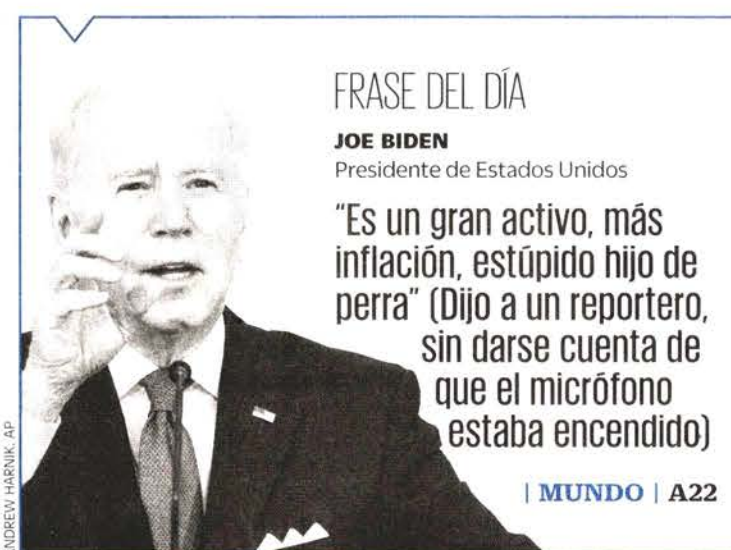 FRASE DEL DÍA
JOE BIDEN
Presidente de Estados Unidos
"Es un gran activo, más
inflación, estúpido hijo de
perra" (Dijo a un reportero,
sin darse cuenta de
que el micrófono
estaba encendido)
| MUNDO | A22
NDREW HARNIK. AP